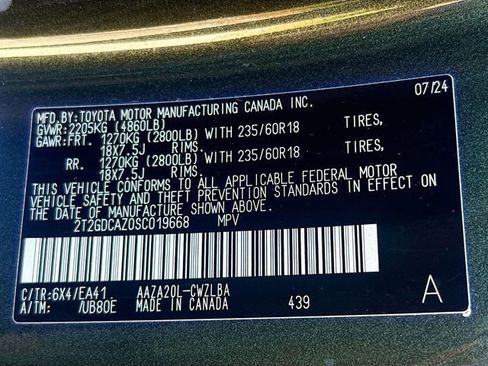 MFD.BY:TOYOTA MOTOR MANUFACTURING CANADA INC. 07/24
GVWR:2205KG (4860LB)
GAWR:FRT. 1270KG (2800LB) WITH 235/60R18 TIRES,
18X7.5J RIMS.
RR. 1270KG (2800LB) WITH 235/60R18 TIRES,
18X7.5J RIMS.
THIS VEHICLE CONFORMS TO ALL APPLICABLE FEDERAL MOTOR
VEHICLE SAFETY AND THEFT PREVENTION STANDARDS IN EFFECT ON
THE DATE OF MANUFACTURE SHOWN ABOVE.
2T2GDCAZ0SC019668 MPV
C/TR:6X4/EA41 AAZA20L-CWZLBA
A/TM: /UB80E MADE IN CANADA 439 A